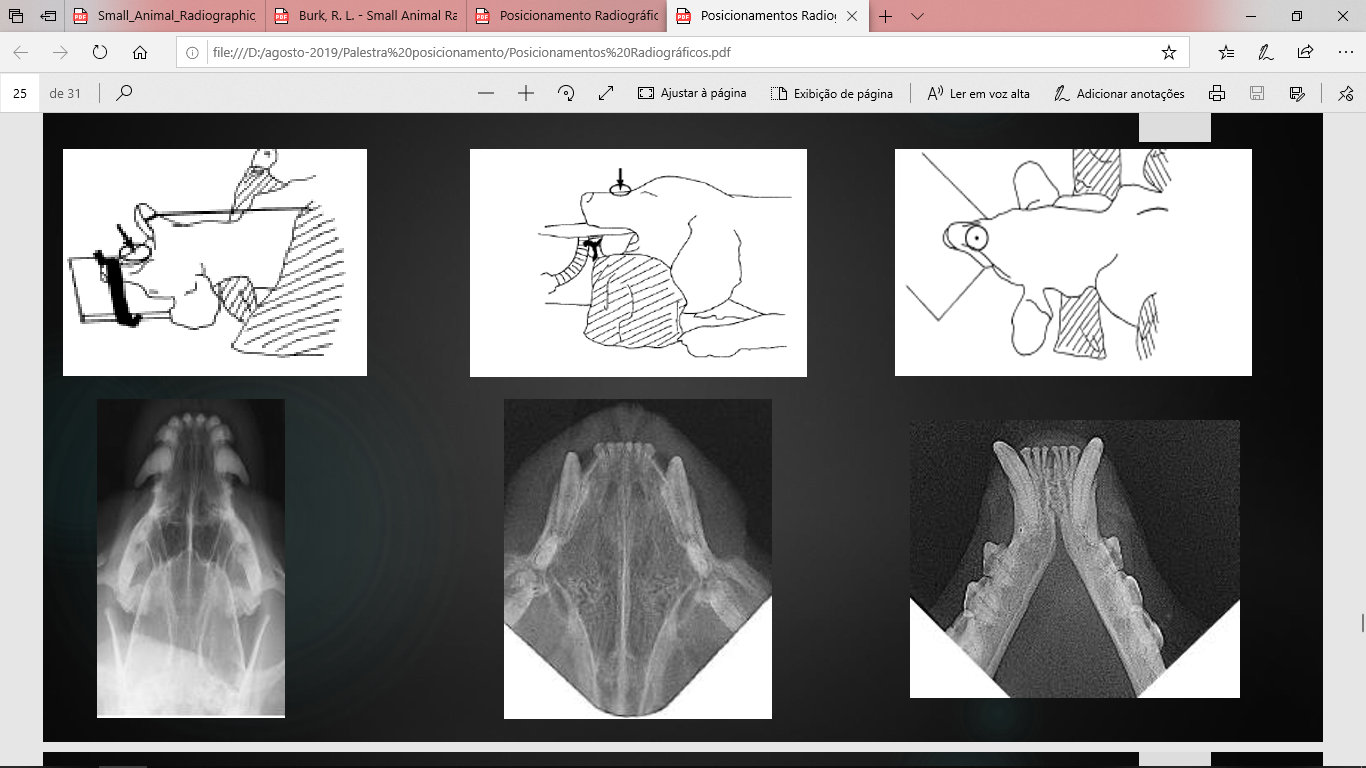 Small_Animal_Radiographic
Burk, R. L. - Small Animal Ra
Posicionamento Radiográfic
Posicionamentos Radiog
file:///D:/agosto-2019/Palestra%20posicionamento/Posicionamentos%20Radiográficos.pdf
25 de 31
Ajustar à página
Exibição de página
Ler em voz alta
Adicionar anotações